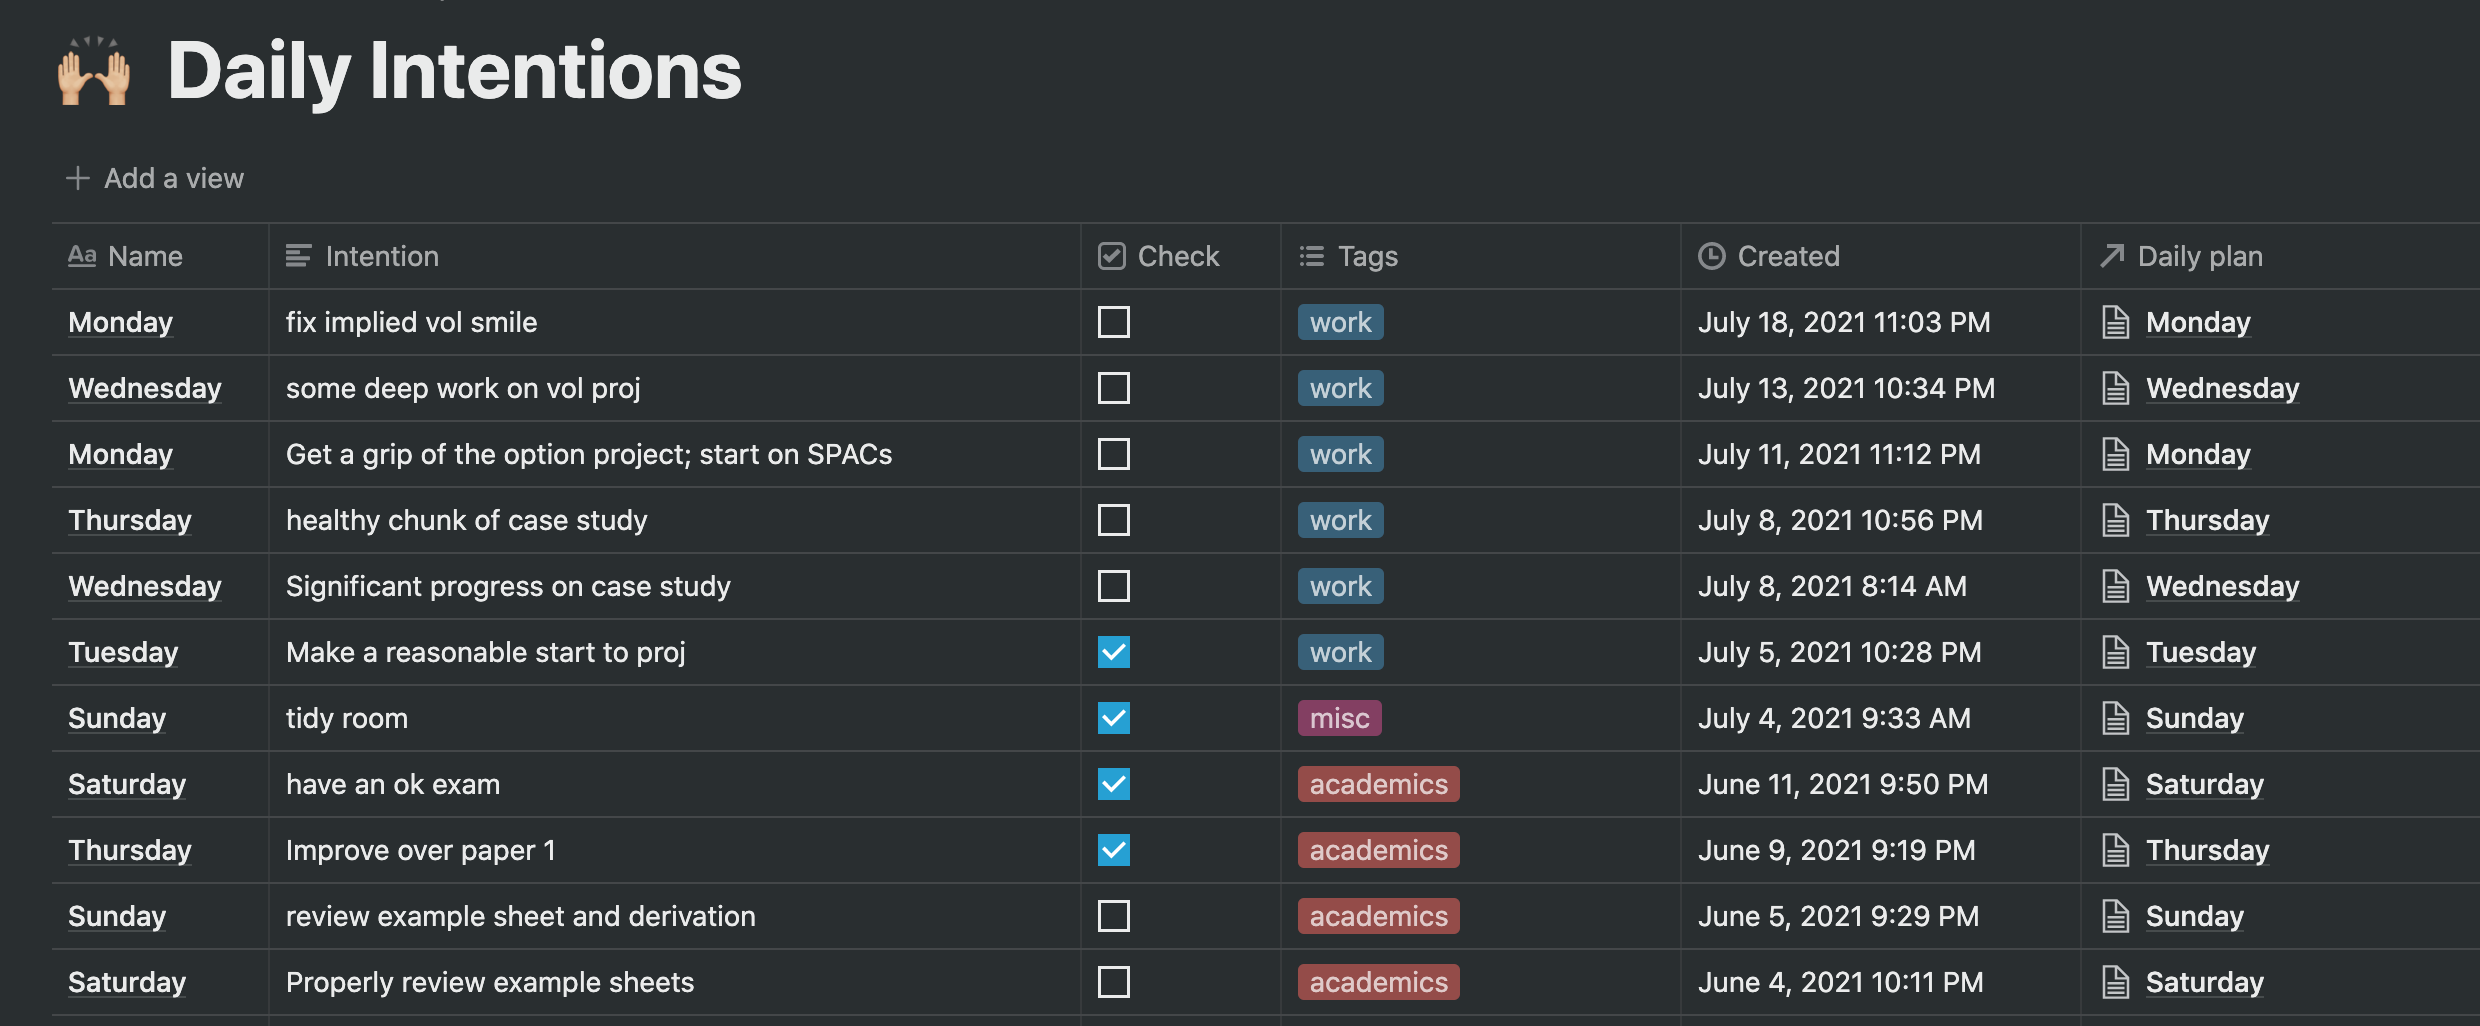 Daily Intentions
Add a view
Aa Name Intention Check Tags Created Daily plan
Monday fix implied vol smile work July 18, 2021 11:03 PM Monday
Wednesday some deep work on vol proj work July 13, 2021 10:34 PM Wednesday
Monday Get a grip of the option project; start on SPACs work July 11, 2021 11:12 PM Monday
Thursday healthy chunk of case study work July 8, 2021 10:56 PM Thursday
Wednesday Significant progress on case study work July 8, 2021 8:14 AM Wednesday
Tuesday Make a reasonable start to proj work July 5, 2021 10:28 PM Tuesday
Sunday tidy room misc July 4, 2021 9:33 AM Sunday
Saturday have an ok exam academics June 11, 2021 9:50 PM Saturday
Thursday Improve over paper 1 academics June 9, 2021 9:19 PM Thursday
Sunday review example sheet and derivation academics June 5, 2021 9:29 PM Sunday
Saturday Properly review example sheets academics June 4, 2021 10:11 PM Saturday